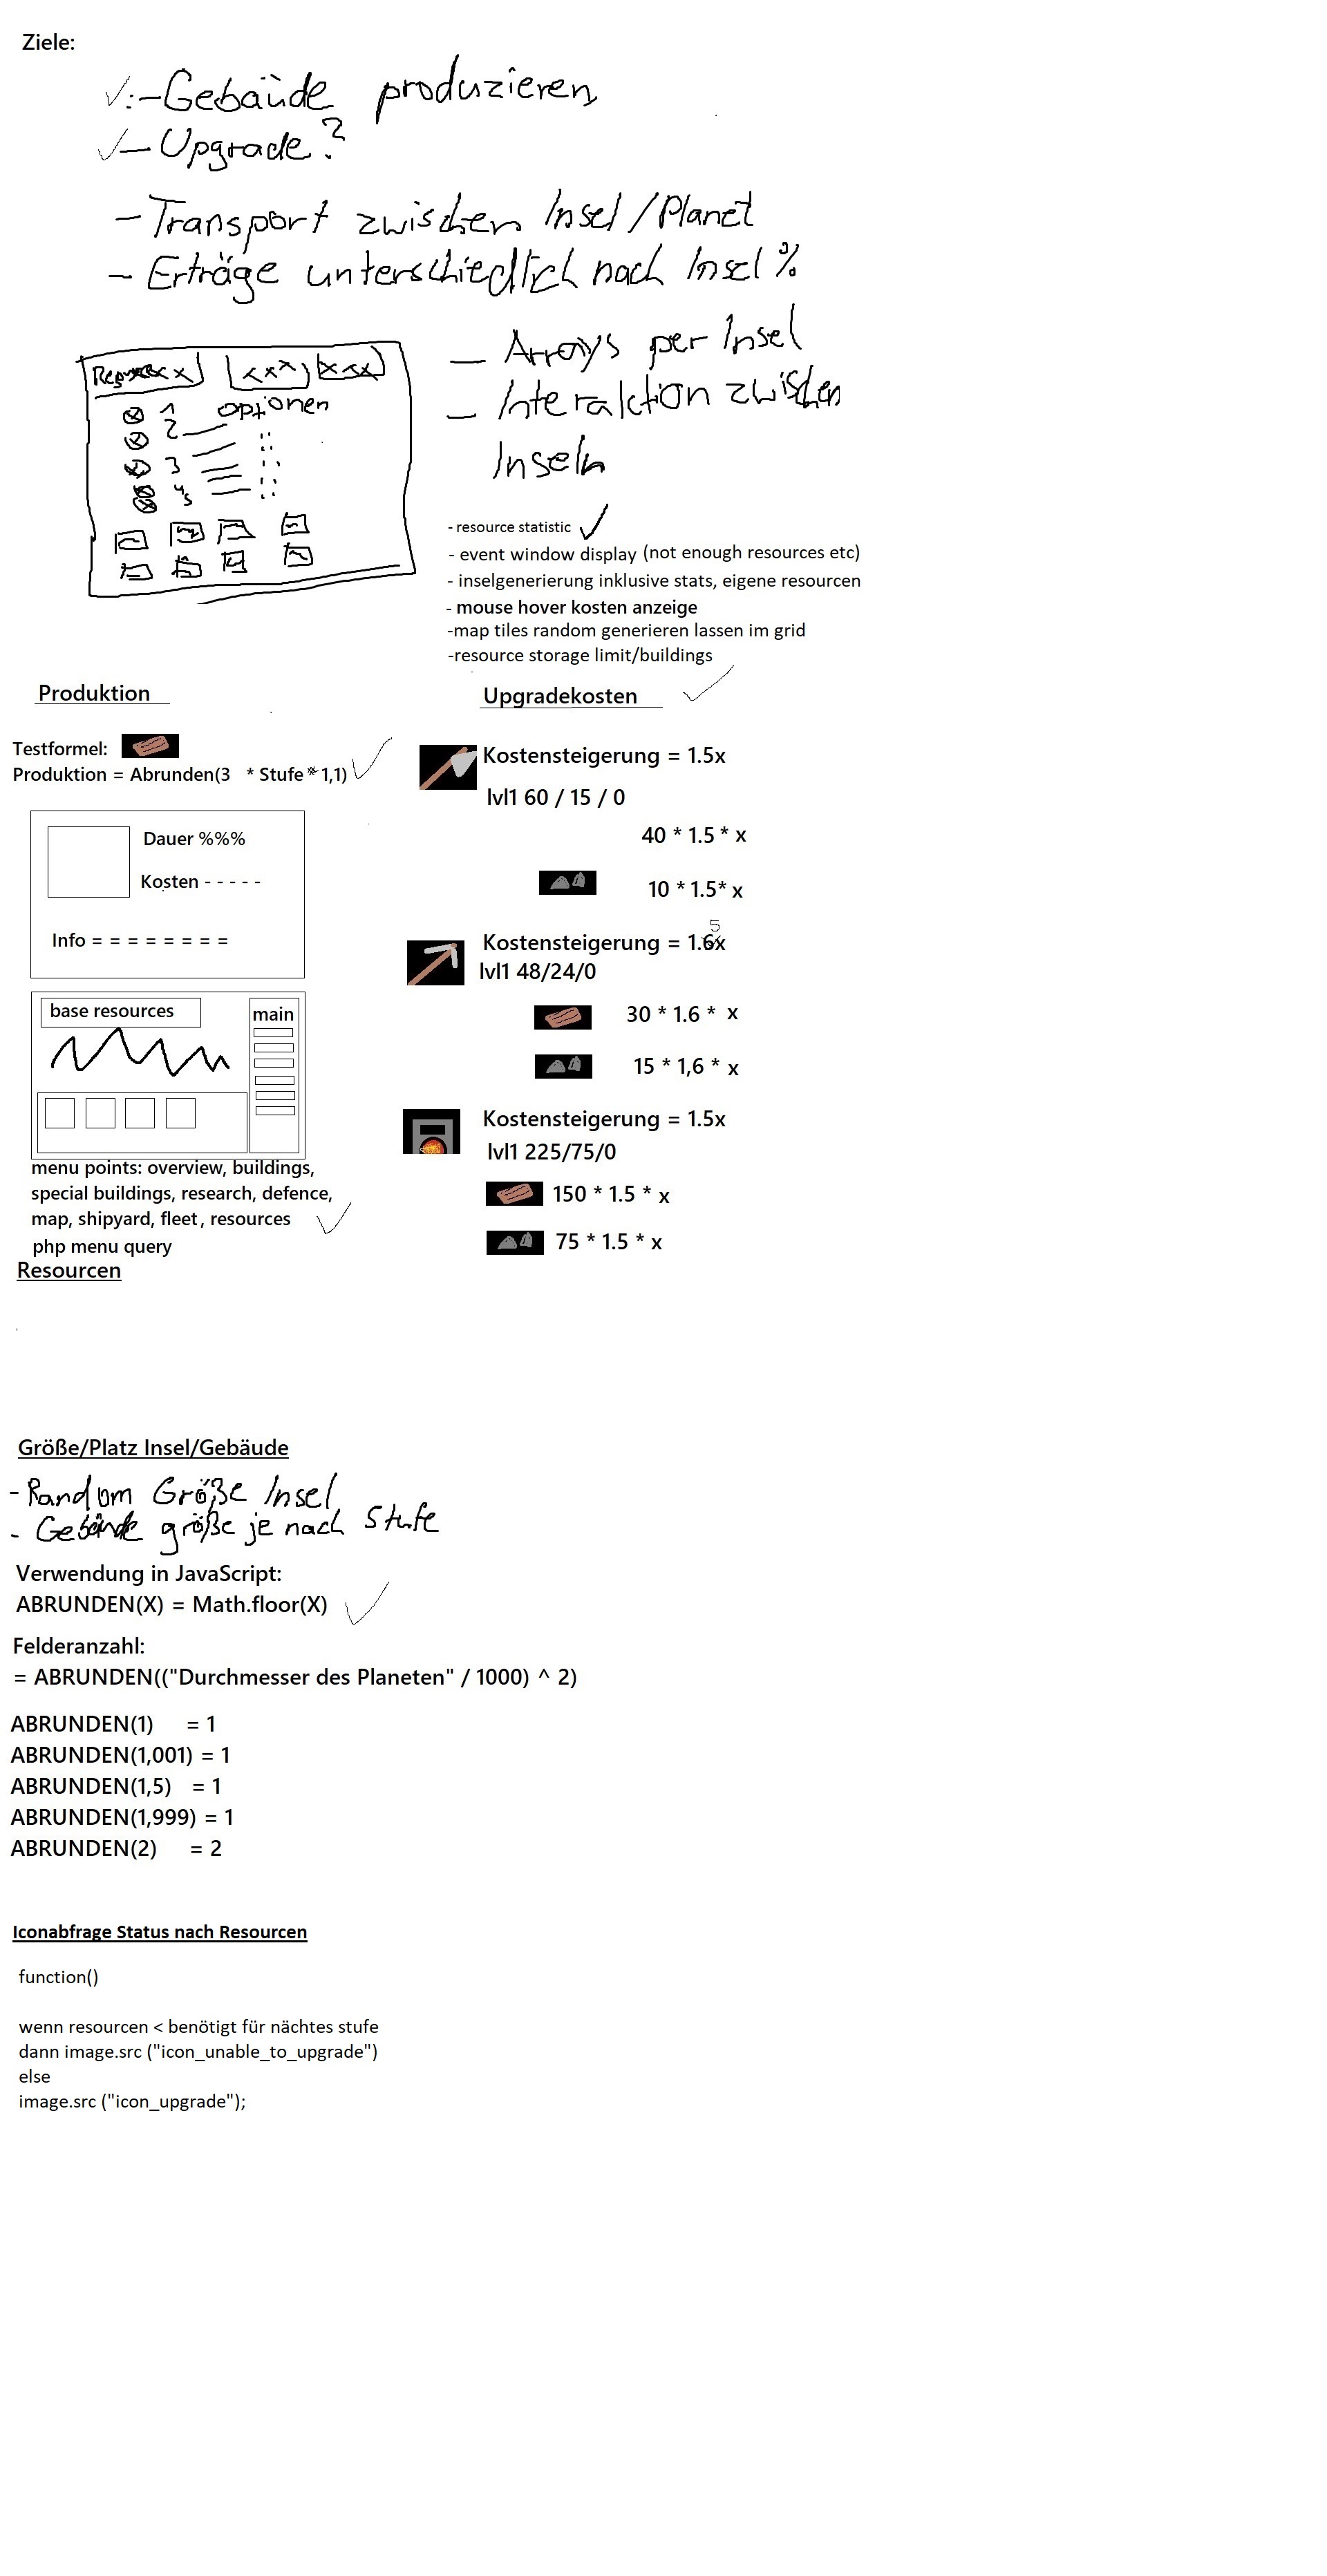 Ziele:
✓:-Gebäude produzieren
✓- Upgrade?
- Transport zwischen Insel/Planet
- Erträge unterschiedlich nach Insel %
- Arrays per Insel
- Interaktion zwischen
Inseln
xxx xxx
1 Optionen
2
3
4
5
- resource statistic ✓
- event window display (not enough resources etc)
- inselgenerierung inklusive stats, eigene resourcen
- mouse hover kosten anzeige
-map tiles random generieren lassen im grid
-resource storage limit/buildings
Produktion
Testformel:
Produktion = Abrunden(3 * Stufe * 1,1) ✓
Dauer %%%
Kosten - - - - -
Info = = = = = = = =
base resources
main
menu points: overview, buildings,
special buildings, research, defence,
map, shipyard, fleet, resources ✓
php menu query
Upgradekosten ✓
Kostensteigerung = 1.5x
lvl1 60 / 15 / 0
40 * 1.5 * x
10 * 1.5* x
5
Kostensteigerung = 1.6x
lvl1 48/24/0
30 * 1.6 * x
15 * 1,6 * x
Kostensteigerung = 1.5x
lvl1 225/75/0
150 * 1.5 * x
75 * 1.5 * x
Resourcen
Größe/Platz Insel/Gebäude
- Random Größe Insel
- Gebäude größe je nach Stufe
Verwendung in JavaScript:
ABRUNDEN(X) = Math.floor(X) ✓
Felderanzahl:
= ABRUNDEN(("Durchmesser des Planeten" / 1000) ^ 2)
ABRUNDEN(1) = 1
ABRUNDEN(1,001) = 1
ABRUNDEN(1,5) = 1
ABRUNDEN(1,999) = 1
ABRUNDEN(2) = 2
Iconabfrage Status nach Resourcen
function()
wenn resourcen < benötigt für nächtes stufe
dann image.src ("icon_unable_to_upgrade")
else
image.src ("icon_upgrade");